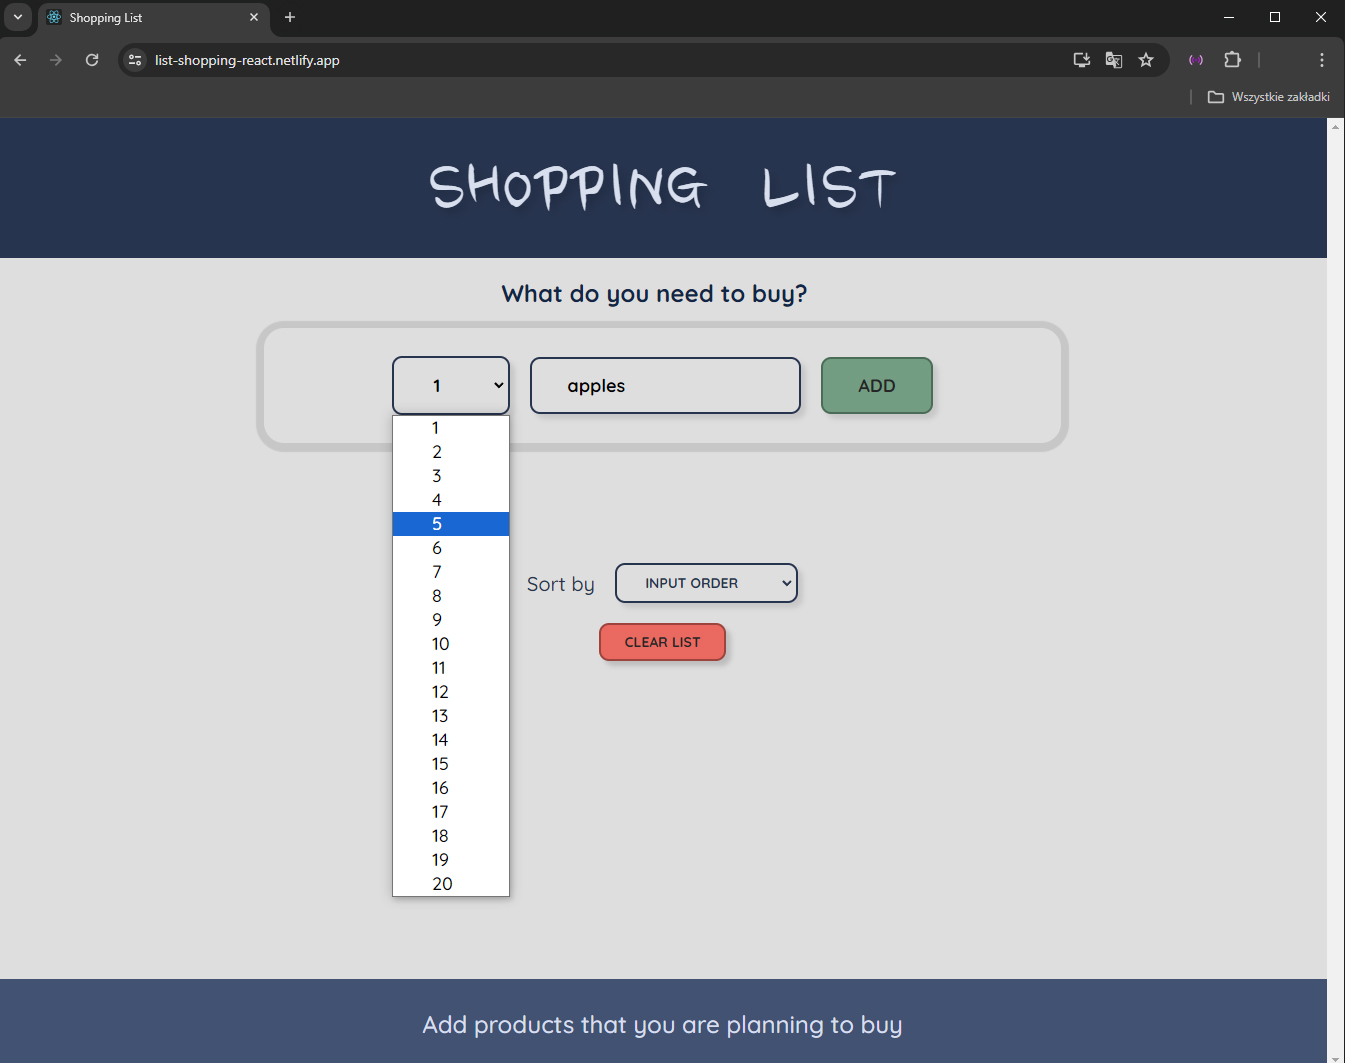 Shopping List
list-shopping-react.netlify.app
Wszystkie zakładki
SHOPPING LIST
What do you need to buy?
1 apples ADD
1
2
3
4
5
6
7
8
9
10
11
12
13
14
15
16
17
18
19
20
Sort by INPUT ORDER
CLEAR LIST
Add products that you are planning to buy